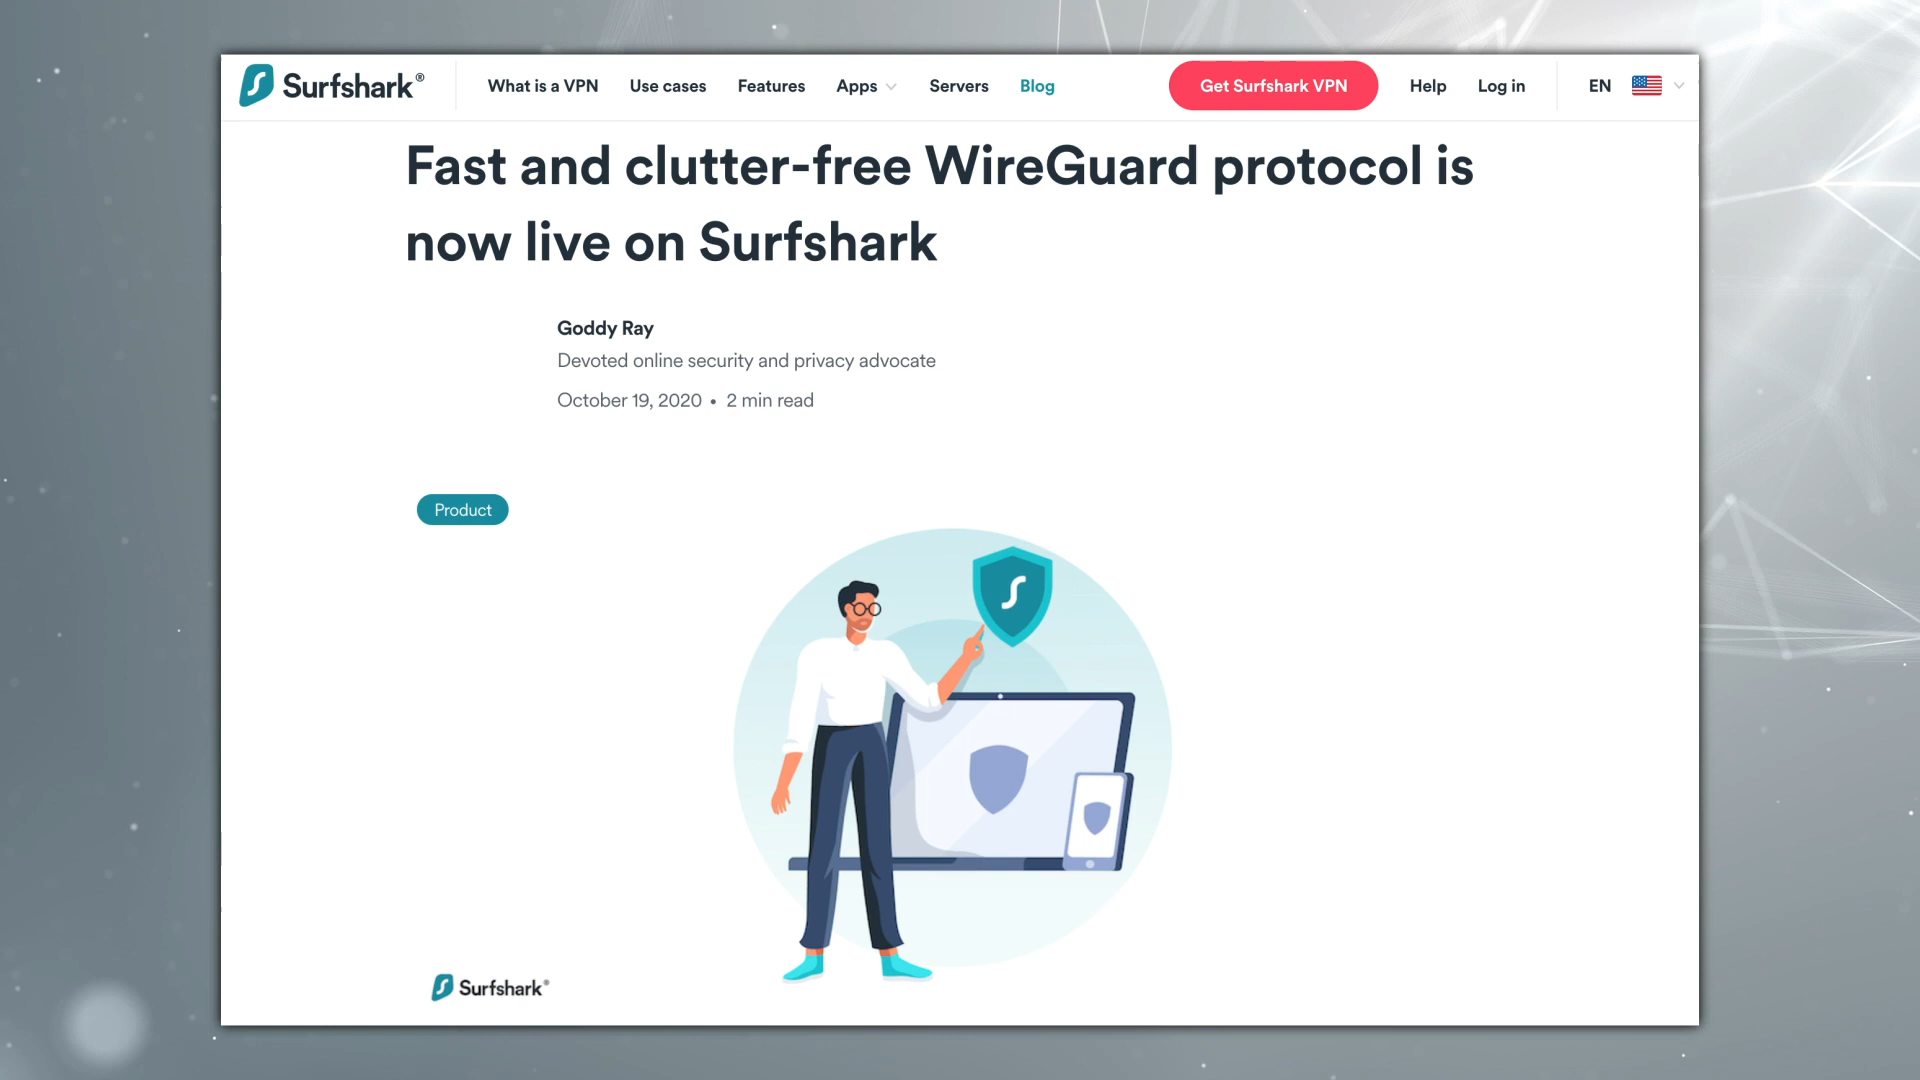 Surfshark®
What is a VPN
Use cases
Features
Apps
Servers
Blog
Get Surfshark VPN
Help
Log in
EN
Fast and clutter-free WireGuard protocol is
now live on Surfshark
Goddy Ray
Devoted online security and privacy advocate
October 19, 2020 • 2 min read
Product
Surfshark®